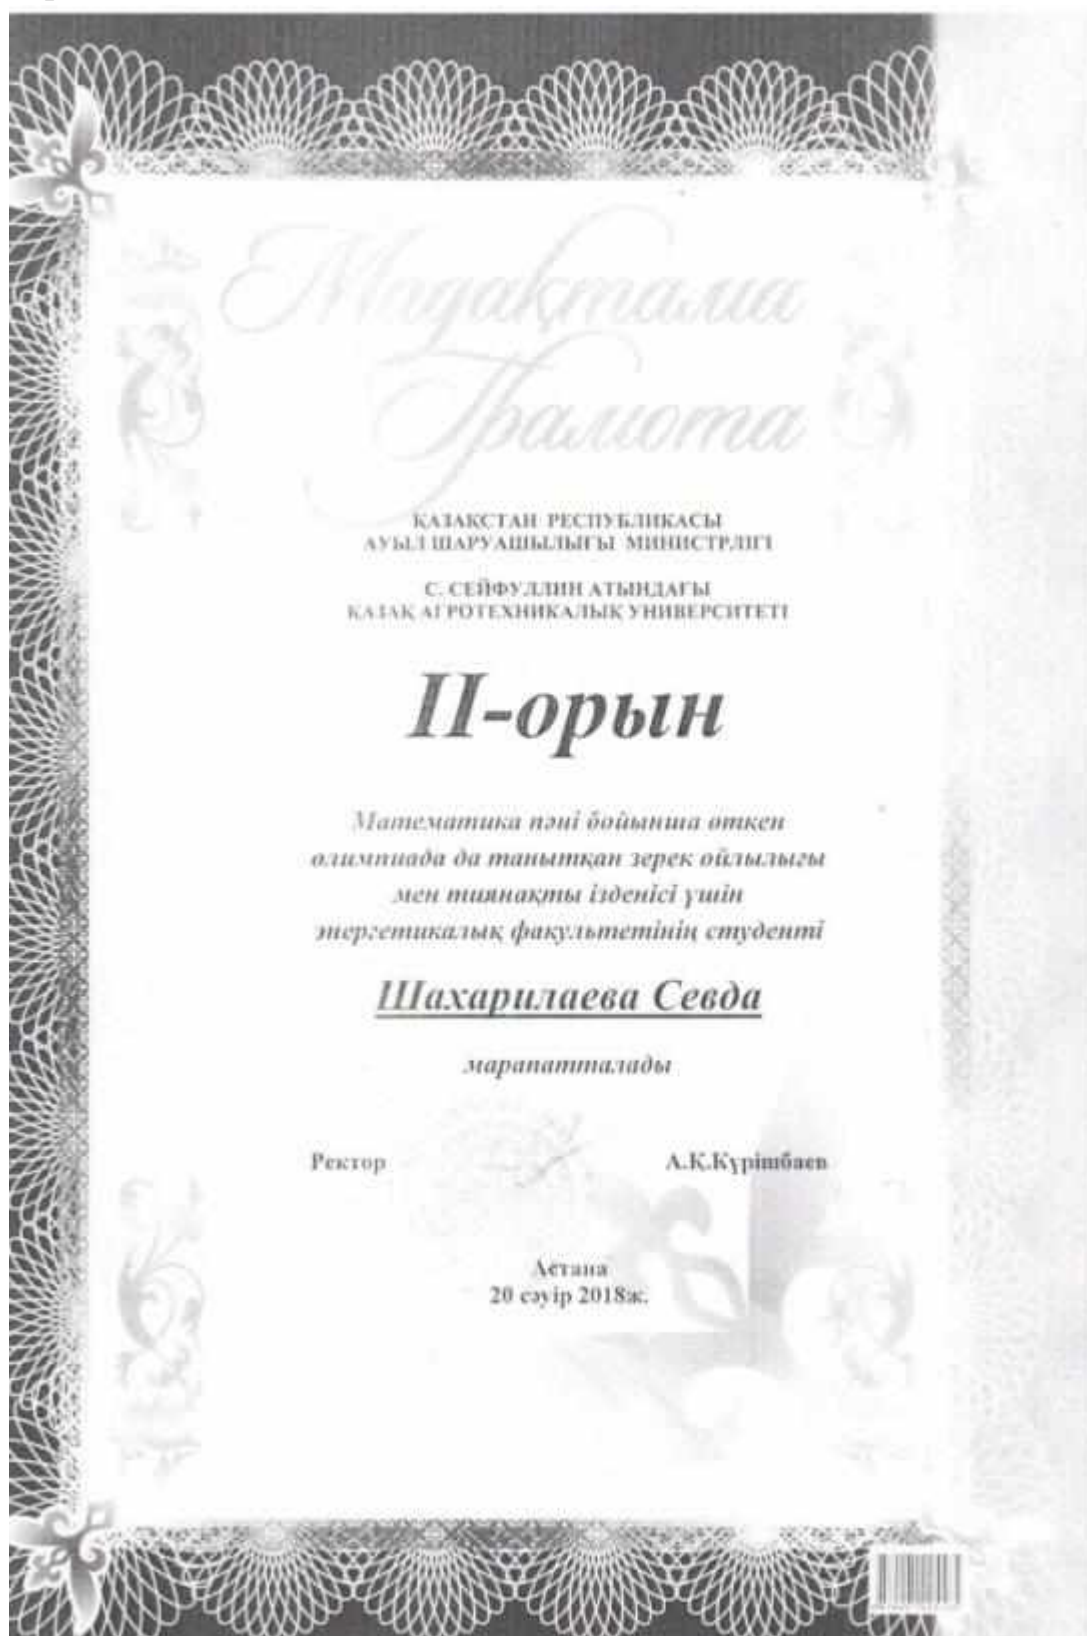 Мадақтама
Грамота
ҚАЗАҚСТАН РЕСПУБЛИКАСЫ
АУЫЛ ШАРУАШЫЛЫҒЫ МИНИСТРЛІГІ
С. СЕЙФУЛЛИН АТЫНДАҒЫ
ҚАЗАҚ АГРОТЕХНИКАЛЫҚ УНИВЕРСИТЕТІ
ІІ-орын
Математика пәні бойынша өткен
олимпиада да танытқан зерек ойлылығы
мен тиянақты ізденісі үшін
энергетикалық факультетінің студенті
Шахарилаева Севда
марапатталады
Ректор А.Қ.Күрішбаев
Астана
20 сәуір 2018ж.